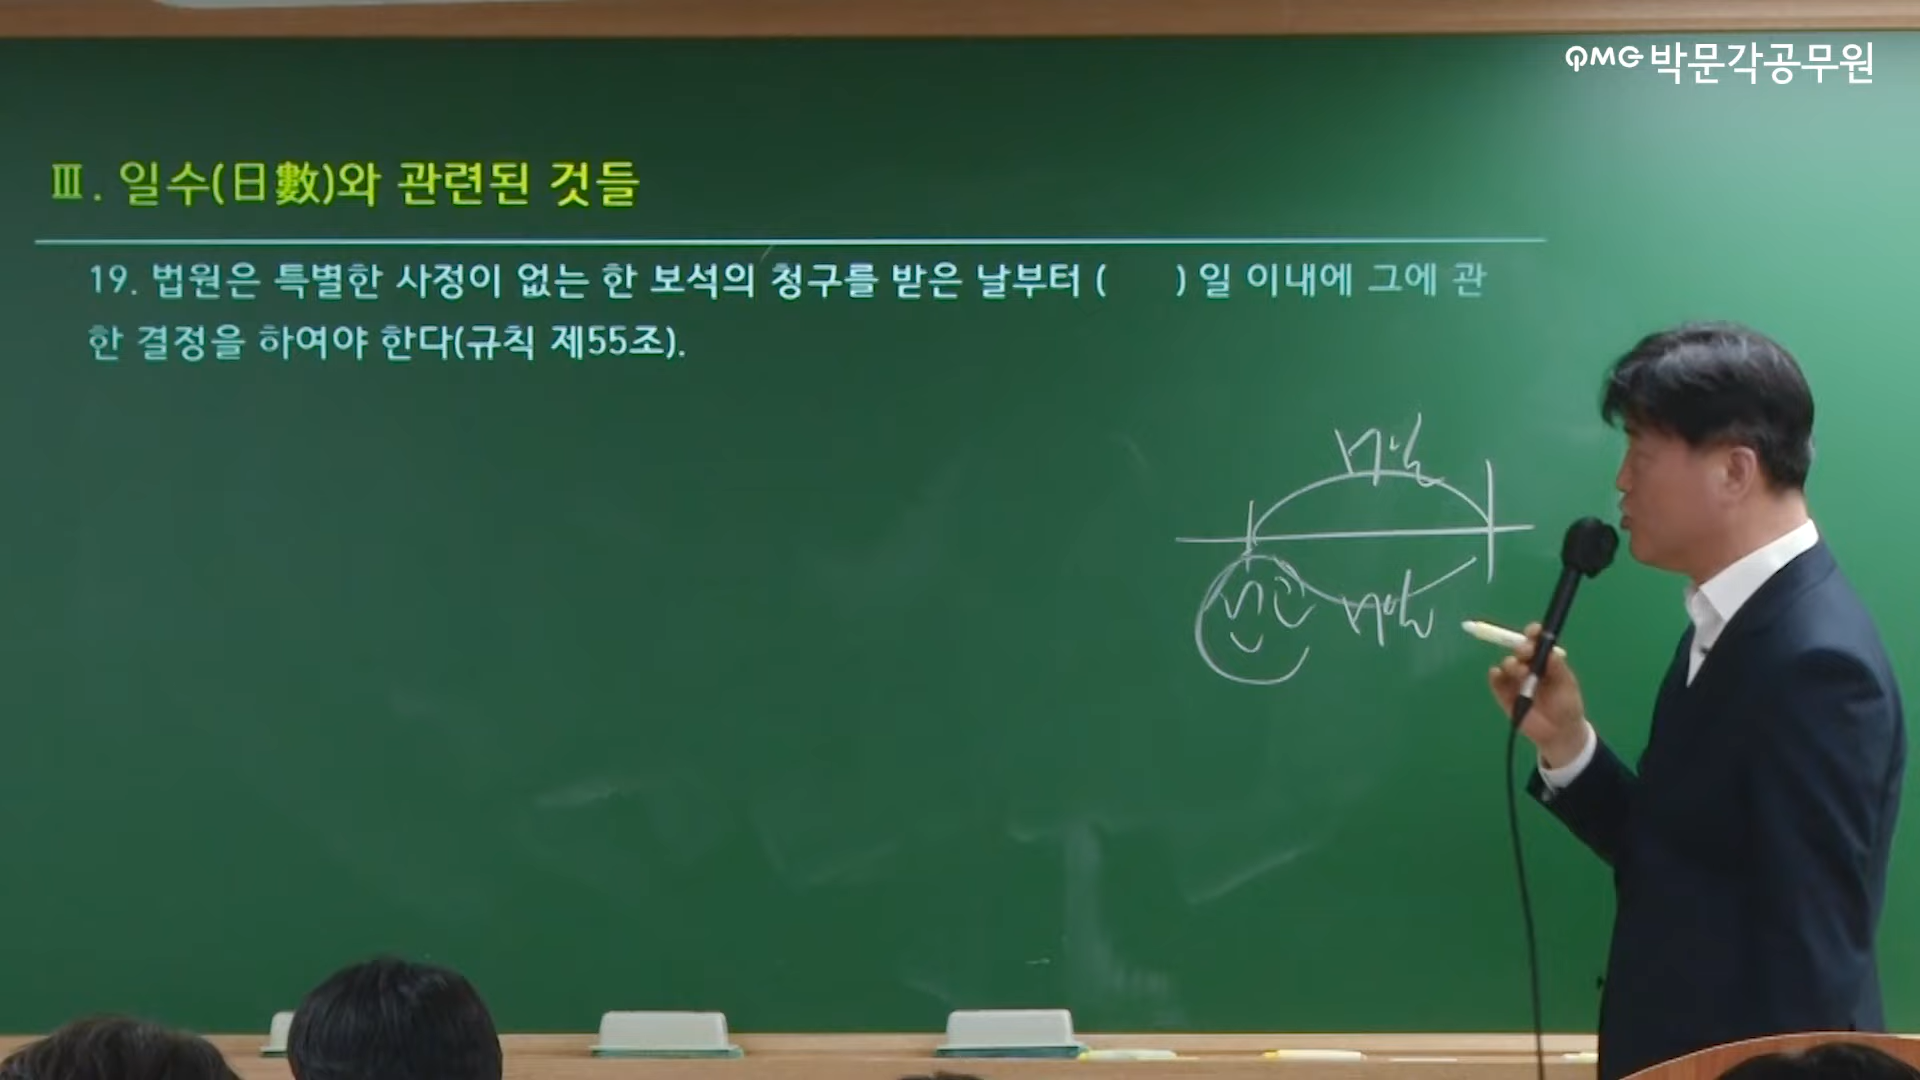 PMG박문각공무원
Ⅲ. 일수(日數)와 관련된 것들
19. 법원은 특별한 사정이 없는 한 보석의 청구를 받은 날부터 (    ) 일 이내에 그에 관
한 결정을 하여야 한다(규칙 제55조).